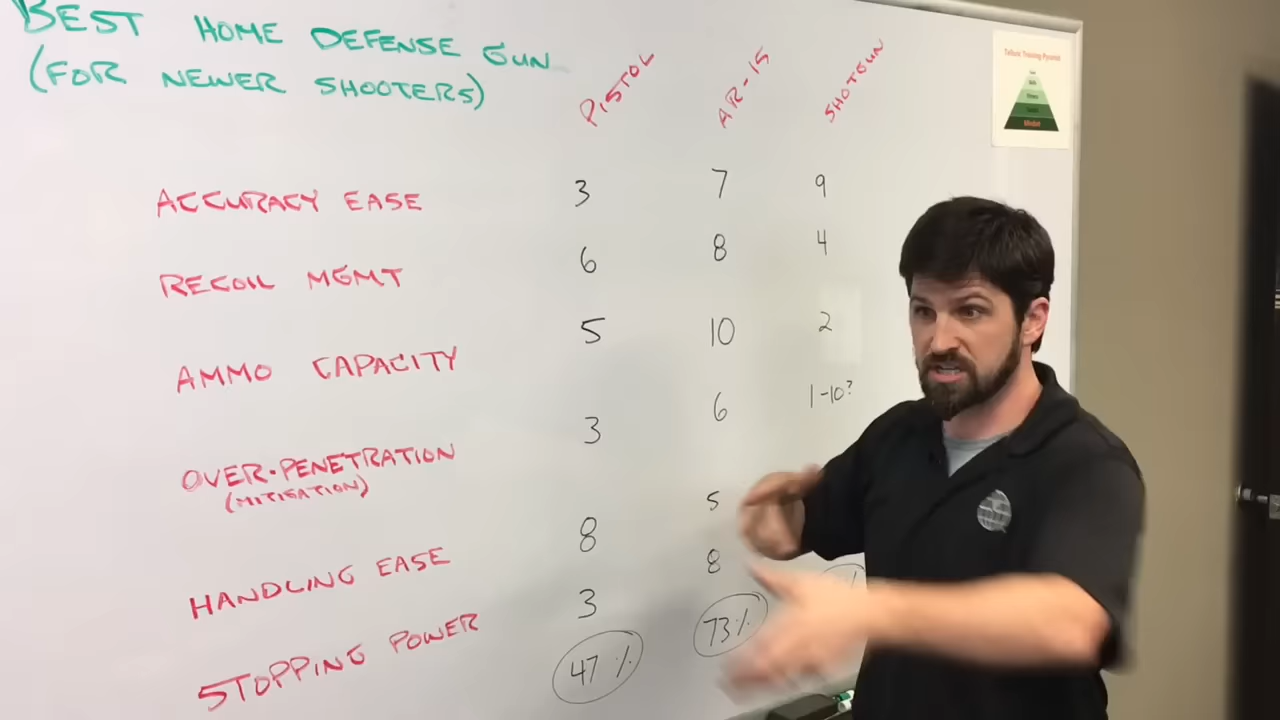 BEST HOME DEFENSE GUN
(FOR NEWER SHOOTERS)
PISTOL AR-15 SHOTGUN
ACCURACY EASE 3 7 9
RECOIL MGMT 6 8 4
AMMO CAPACITY 5 10 2
OVER-PENETRATION 3 6 1-10?
(MITIGATION)
HANDLING EASE 8 5
STOPPING POWER 3 8
47% 73% %
Training Pyramid